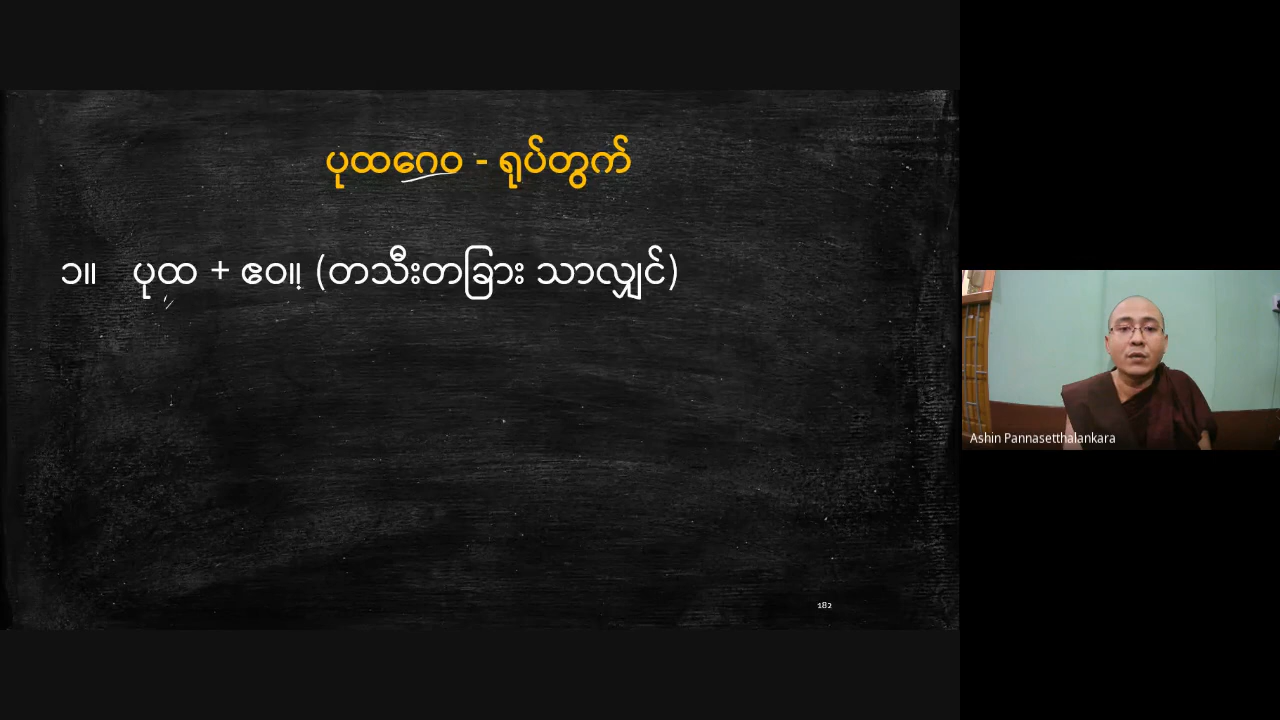 ပုထဂေဝ - ရုပ်တွက်
၁။ ပုထ + ဧဝ။ (တသီးတခြား သာလျှင်)
182
Ashin Pannasetthalankara